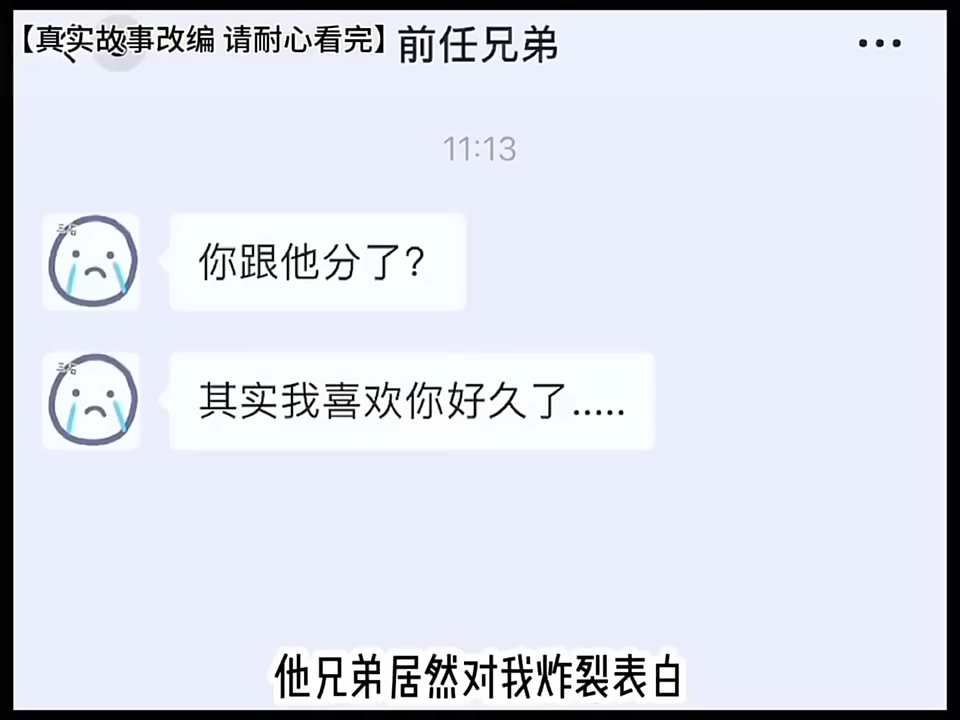 【真实故事改编 请耐心看完】前任兄弟
11:13
你跟他分了?
其实我喜欢你好久了.....
他兄弟居然对我炸裂表白